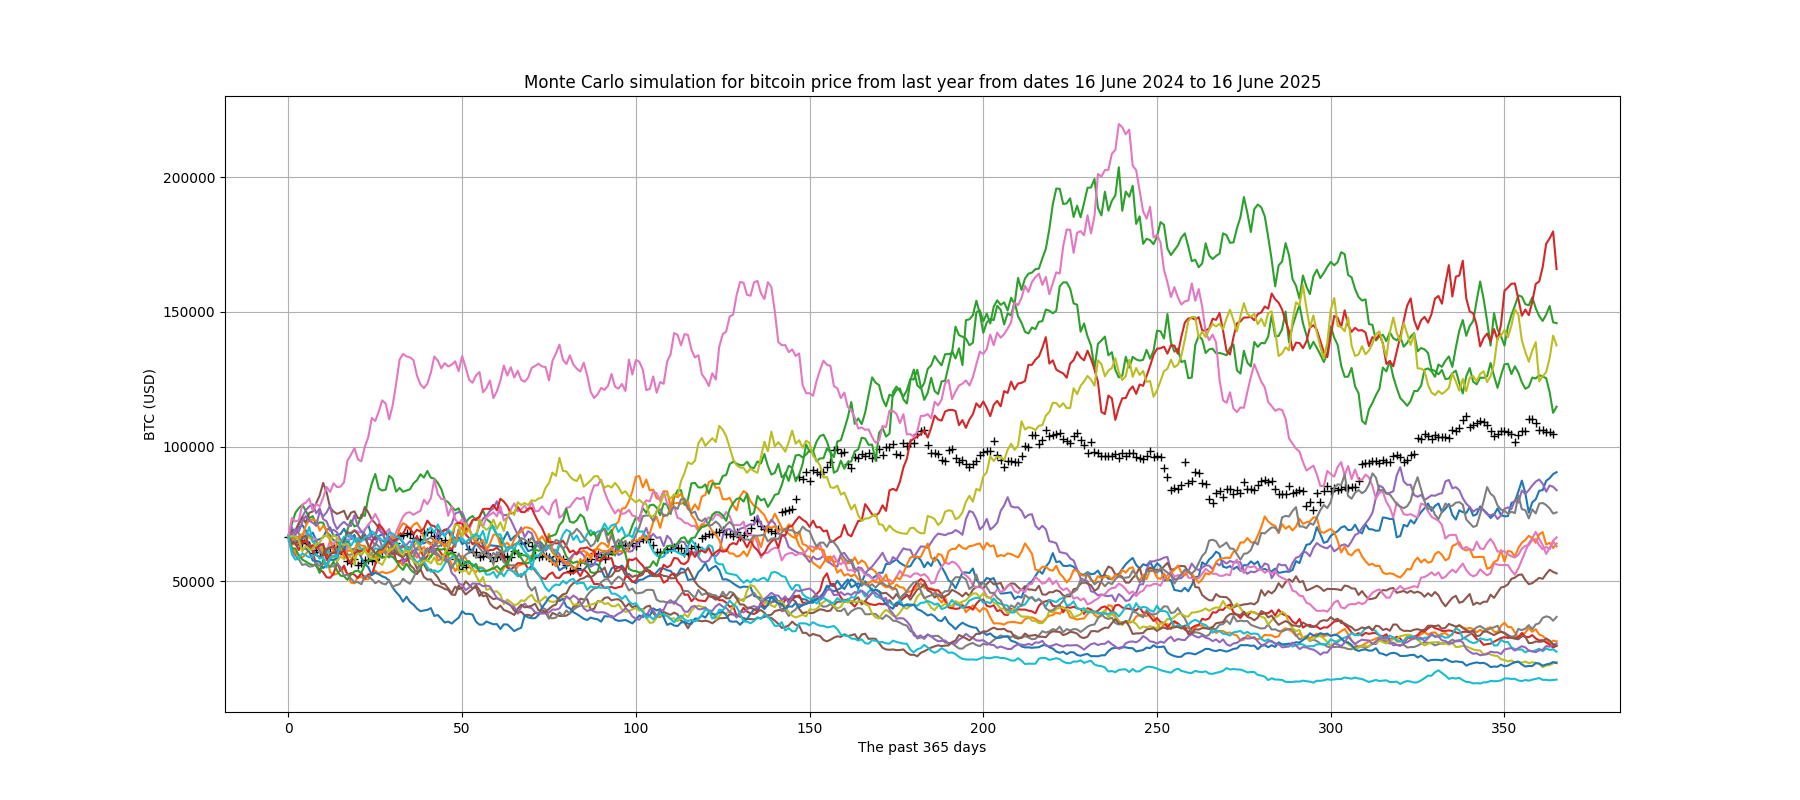 Monte Carlo simulation for bitcoin price from last year from dates 16 June 2024 to 16 June 2025
BTC (USD)
200000
150000
100000
50000
0 50 100 150 200 250 300 350
The past 365 days